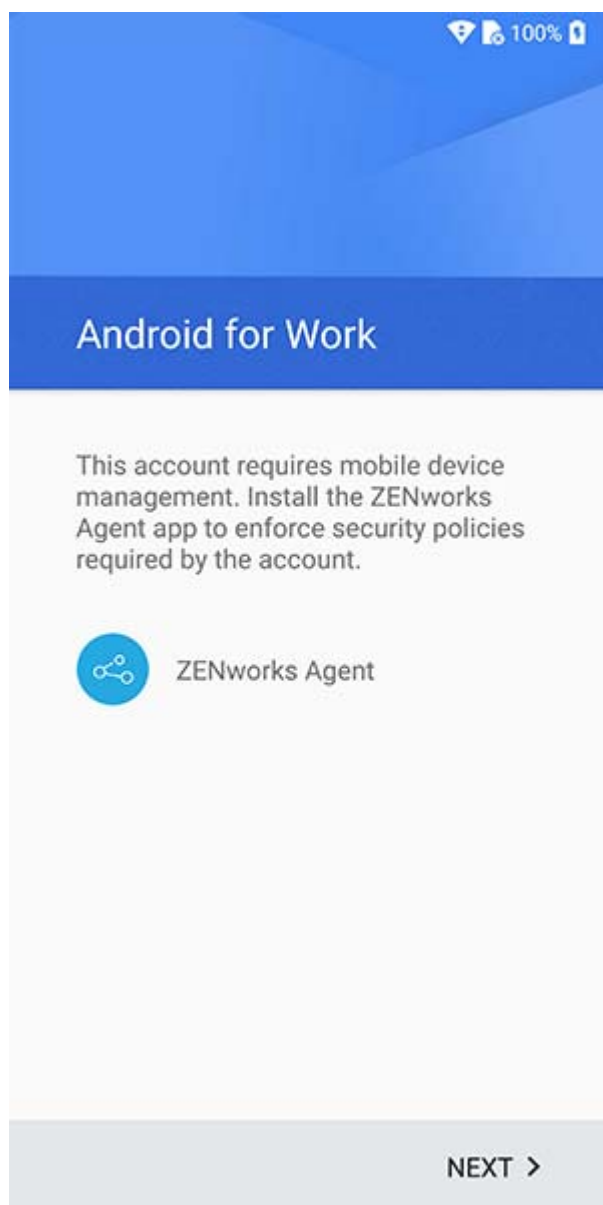 100%
Android for Work
This account requires mobile device
management. Install the ZENworks
Agent app to enforce security policies
required by the account.
ZENworks Agent
NEXT >